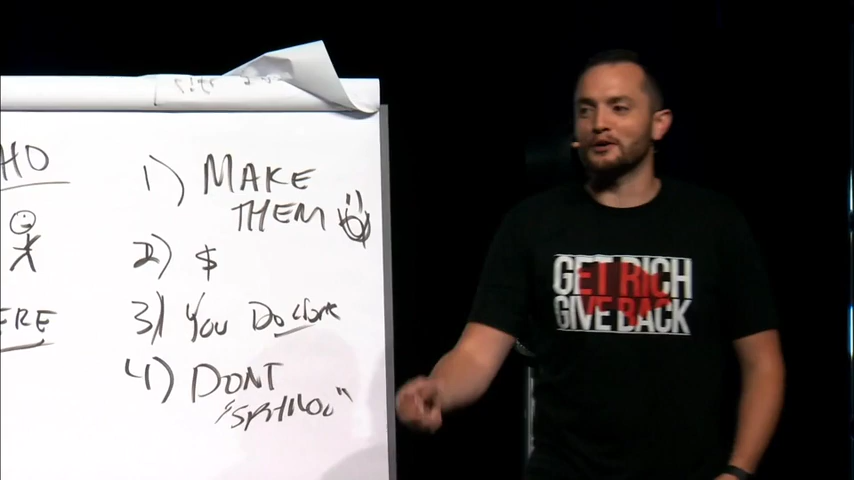 HO
ERE
1) MAKE
THEM
2) $
3) You Do
4) DONT
GET RICH
GIVE BACK